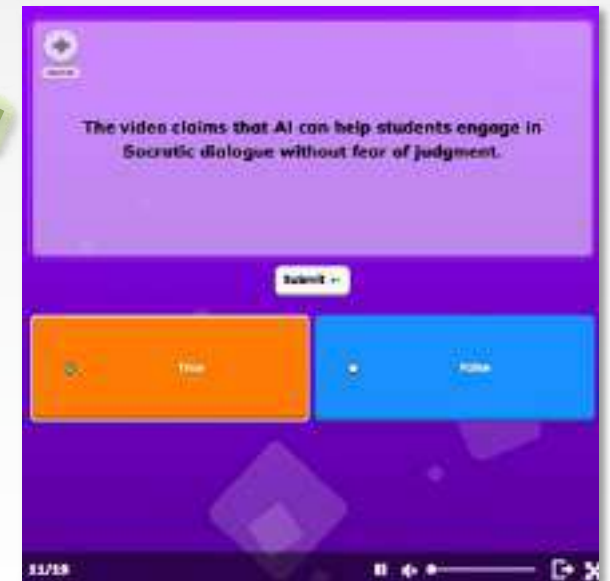 The video claims that AI can help students engage in
Socratic dialogue without fear of judgment.
Submit
True
False
11/15